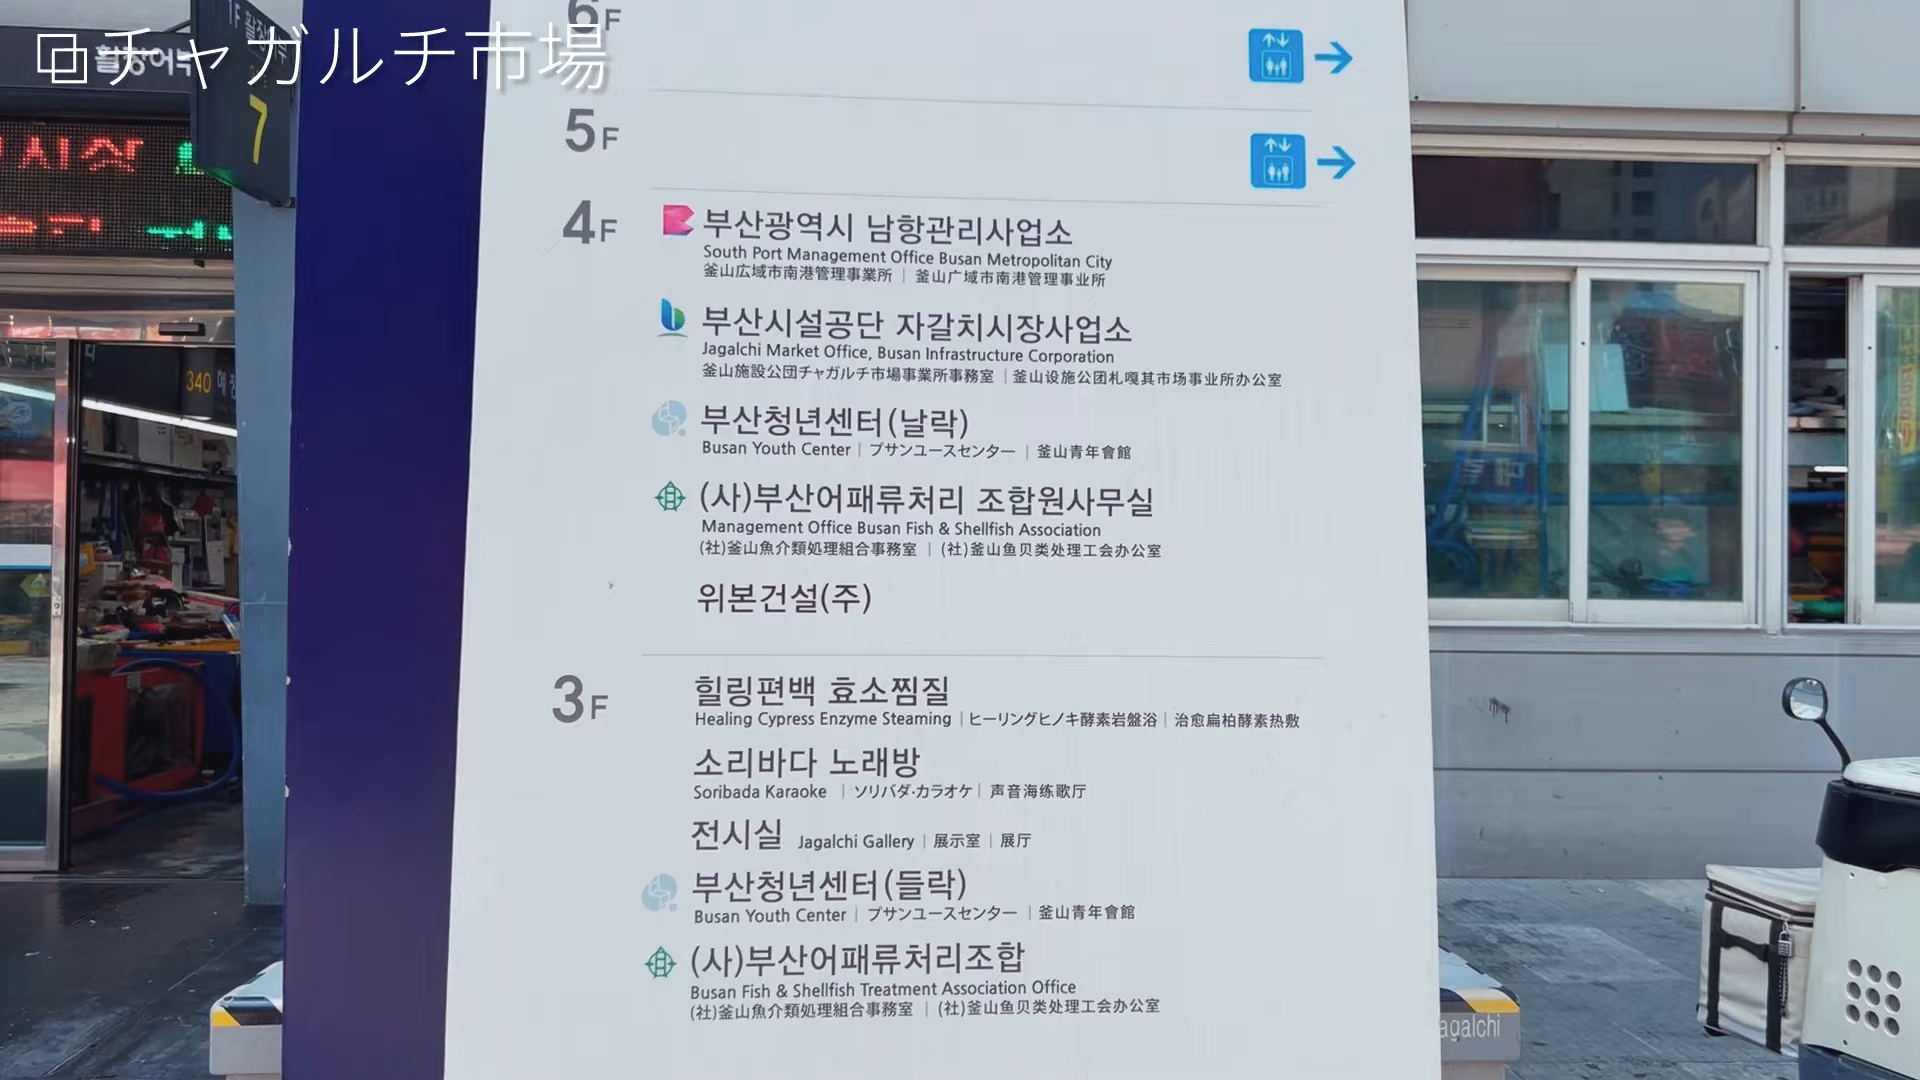 チャガルチ市場
활장어부
1F 활장어부
7
340
6F
5F
4F
부산광역시 남항관리사업소
South Port Management Office Busan Metropolitan City
釜山広域市南港管理事業所 | 釜山广域市南港管理事业所
부산시설공단 자갈치시장사업소
Jagalchi Market Office, Busan Infrastructure Corporation
釜山施設公団チャガルチ市場事業所事務室 | 釜山设施公团札嘎其市场事业所办公室
부산청년센터(날락)
Busan Youth Center | プサンユースセンター | 釜山青年會館
(사)부산어패류처리 조합원사무실
Management Office Busan Fish & Shellfish Association
(社)釜山魚介類処理組合事務室 | (社)釜山鱼贝类处理工会办公室
위본건설(주)
3F
힐링편백 효소찜질
Healing Cypress Enzyme Steaming | ヒーリングヒノキ酵素岩盤浴 | 治愈扁柏酵素热敷
소리바다 노래방
Soribada Karaoke | ソリバダ·カラオケ | 声音海练歌厅
전시실 Jagalchi Gallery | 展示室 | 展厅
부산청년센터(들락)
Busan Youth Center | プサンユースセンター | 釜山青年會館
(사)부산어패류처리조합
Busan Fish & Shellfish Treatment Association Office
(社)釜山魚介類処理組合事務室 | (社)釜山鱼贝类处理工会办公室
agalchi